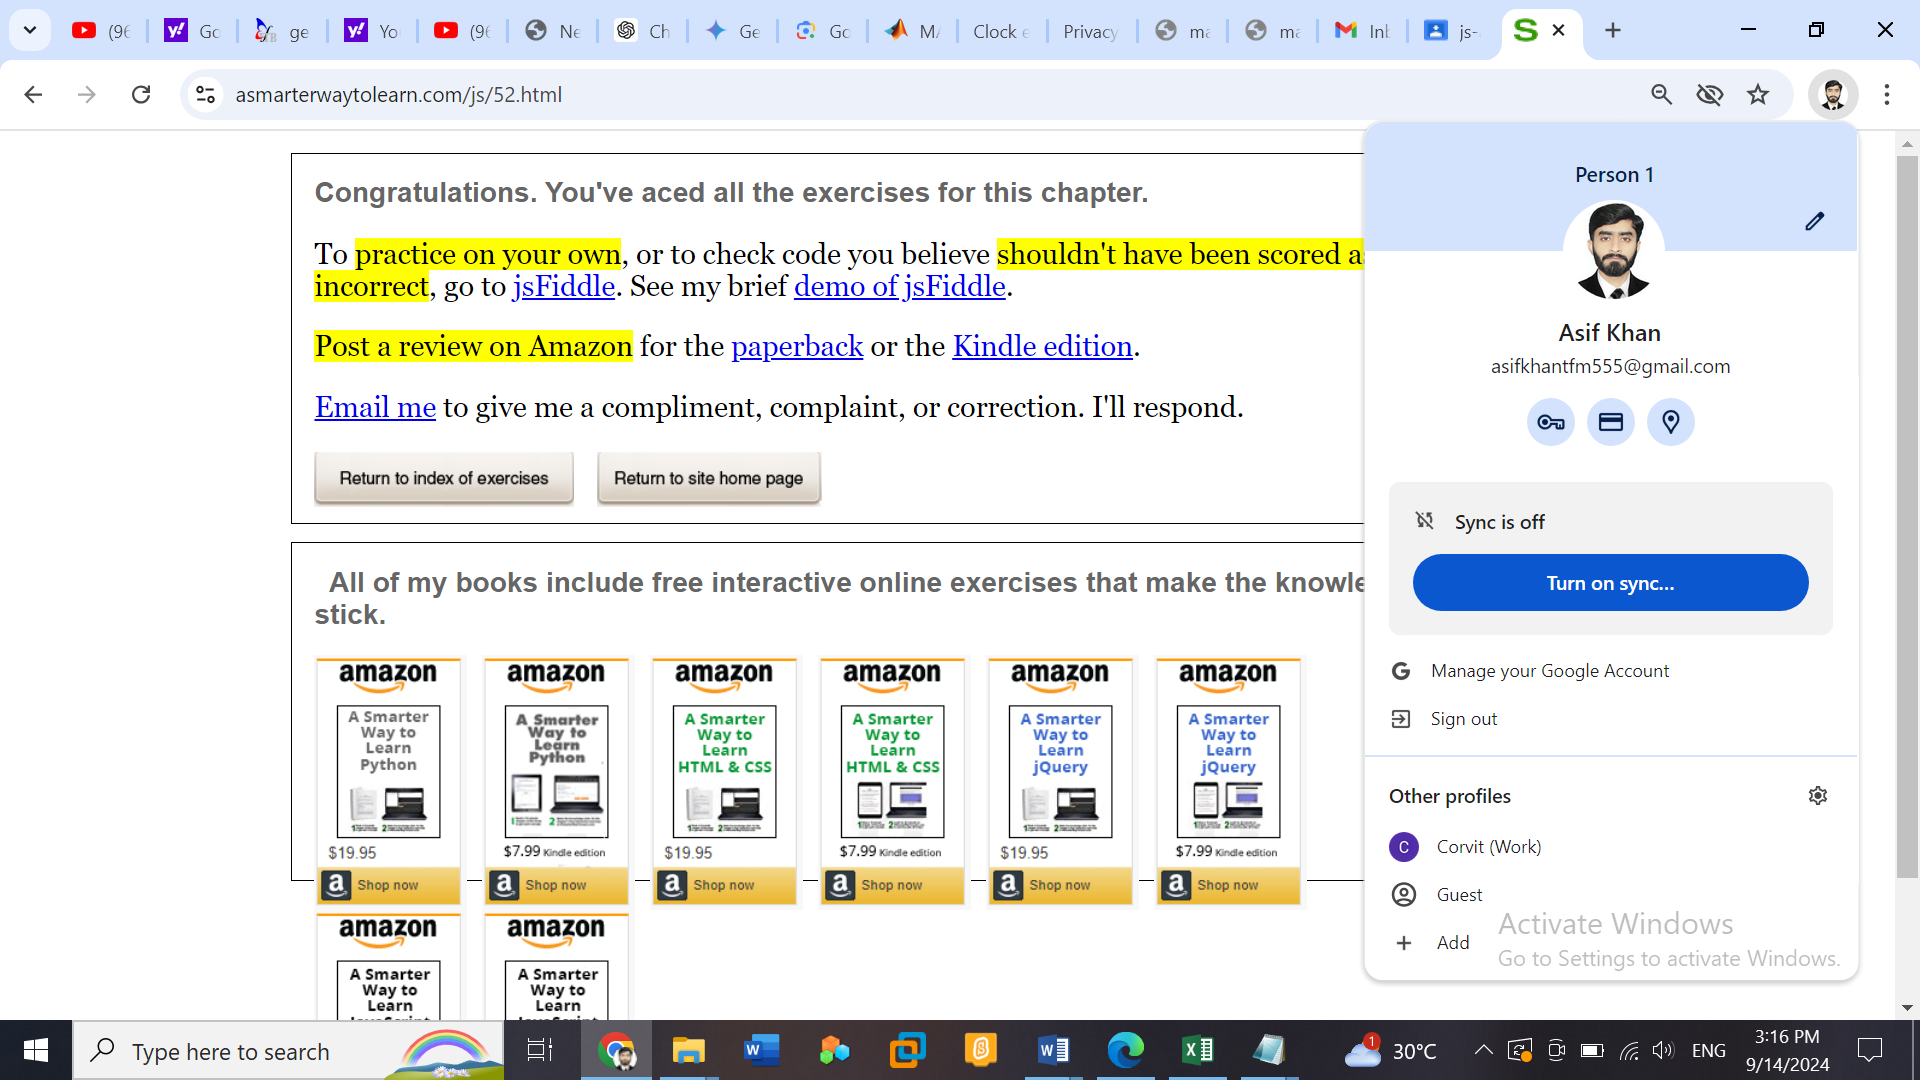 (96
Go
ge
Yo
(96
Ne
Ch
Ge
Go
MA
Clock
Privacy
ma
ma
Inb
js-
asmarterwaytolearn.com/js/52.html
Congratulations. You've aced all the exercises for this chapter.
To practice on your own, or to check code you believe shouldn't have been scored as
incorrect, go to jsFiddle. See my brief demo of jsFiddle.
Post a review on Amazon for the paperback or the Kindle edition.
Email me to give me a compliment, complaint, or correction. I'll respond.
Return to index of exercises
Return to site home page
All of my books include free interactive online exercises that make the knowle
stick.
amazon
A Smarter
Way to
Learn
Python
$19.95
Shop now
amazon
A Smarter
Way to
Learn
Python
$7.99 Kindle edition
Shop now
amazon
A Smarter
Way to
Learn
HTML & CSS
$19.95
Shop now
amazon
A Smarter
Way to
Learn
HTML & CSS
$7.99 Kindle edition
Shop now
amazon
A Smarter
Way to
Learn
jQuery
$19.95
Shop now
amazon
A Smarter
Way to
Learn
jQuery
$7.99 Kindle edition
Shop now
amazon
A Smarter
Way to
Learn
JavaScript
amazon
A Smarter
Way to
Learn
JavaScript
Person 1
Asif Khan
asifkhantfm555@gmail.com
Sync is off
Turn on sync...
Manage your Google Account
Sign out
Other profiles
C
Corvit (Work)
Guest
Add
Activate Windows
Go to Settings to activate Windows.
Type here to search
1
30°C
ENG
3:16 PM
9/14/2024